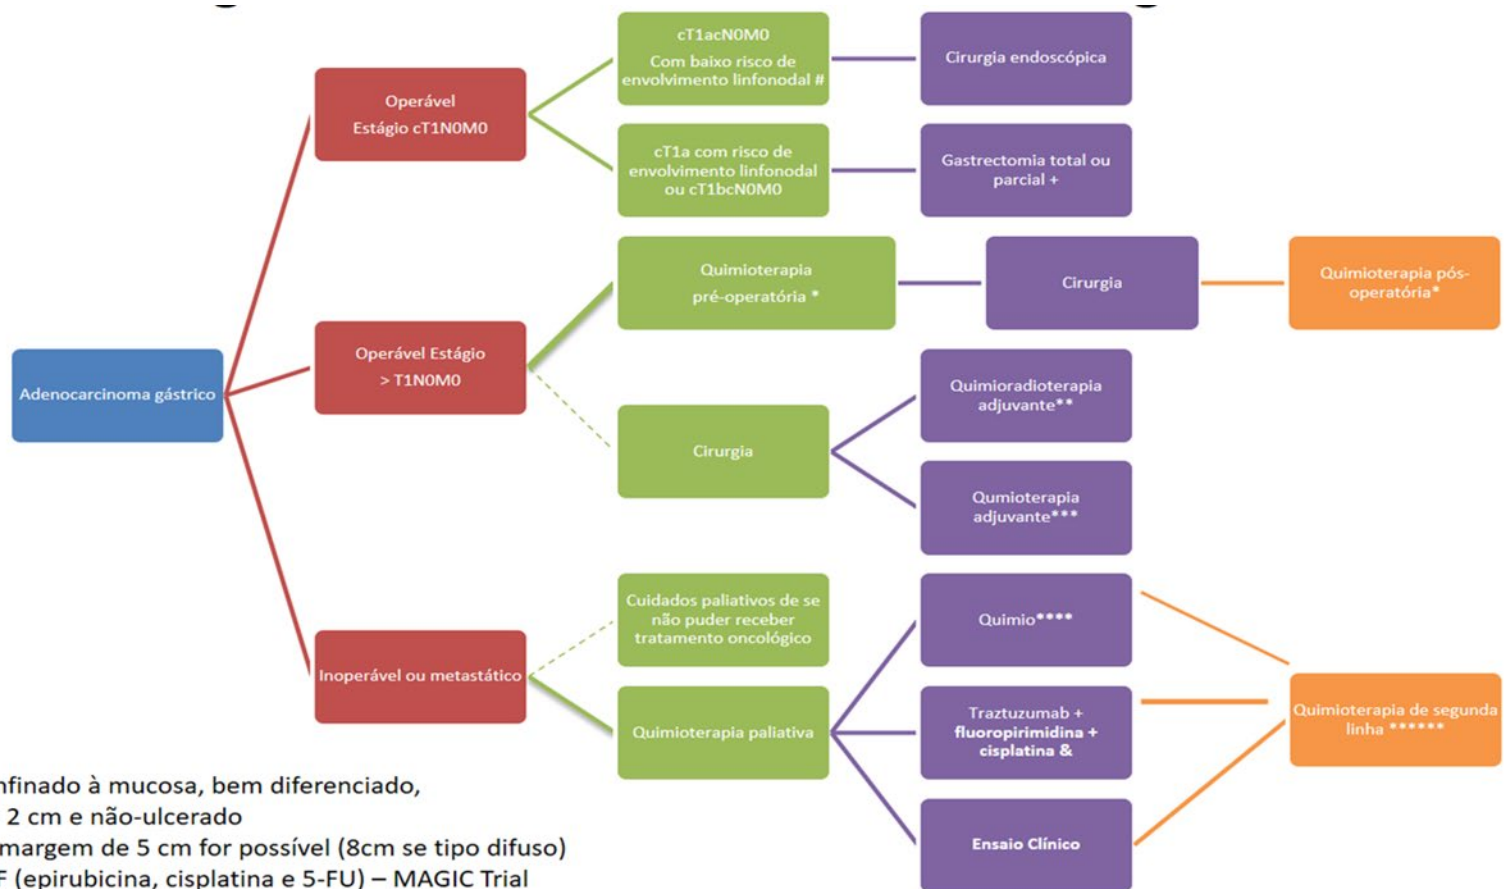 cT1acN0M0
Com baixo risco de
envolvimento linfonodal #
Cirurgia endoscópica
Operável
Estágio cT1N0M0
cT1a com risco de
envolvimento linfonodal
ou cT1bcN0M0
Gastrectomia total ou
parcial +
Quimioterapia
pré-operatória *
Cirurgia
Quimioterapia pós-
operatória*
Operável Estágio
> T1N0M0
Adenocarcinoma gástrico
Quimioradioterapia
adjuvante**
Cirurgia
Qumioterapia
adjuvante***
Cuidados paliativos de se
não puder receber
tratamento oncológico
Quimio****
Inoperável ou metastático
Quimioterapia paliativa
Traztuzumab +
fluoropirimidina +
cisplatina &
Quimioterapia de segunda
linha ******
Ensaio Clínico
nfinado à mucosa, bem diferenciado,
2 cm e não-ulcerado
margem de 5 cm for possível (8cm se tipo difuso)
F (epirubicina, cisplatina e 5-FU) – MAGIC Trial